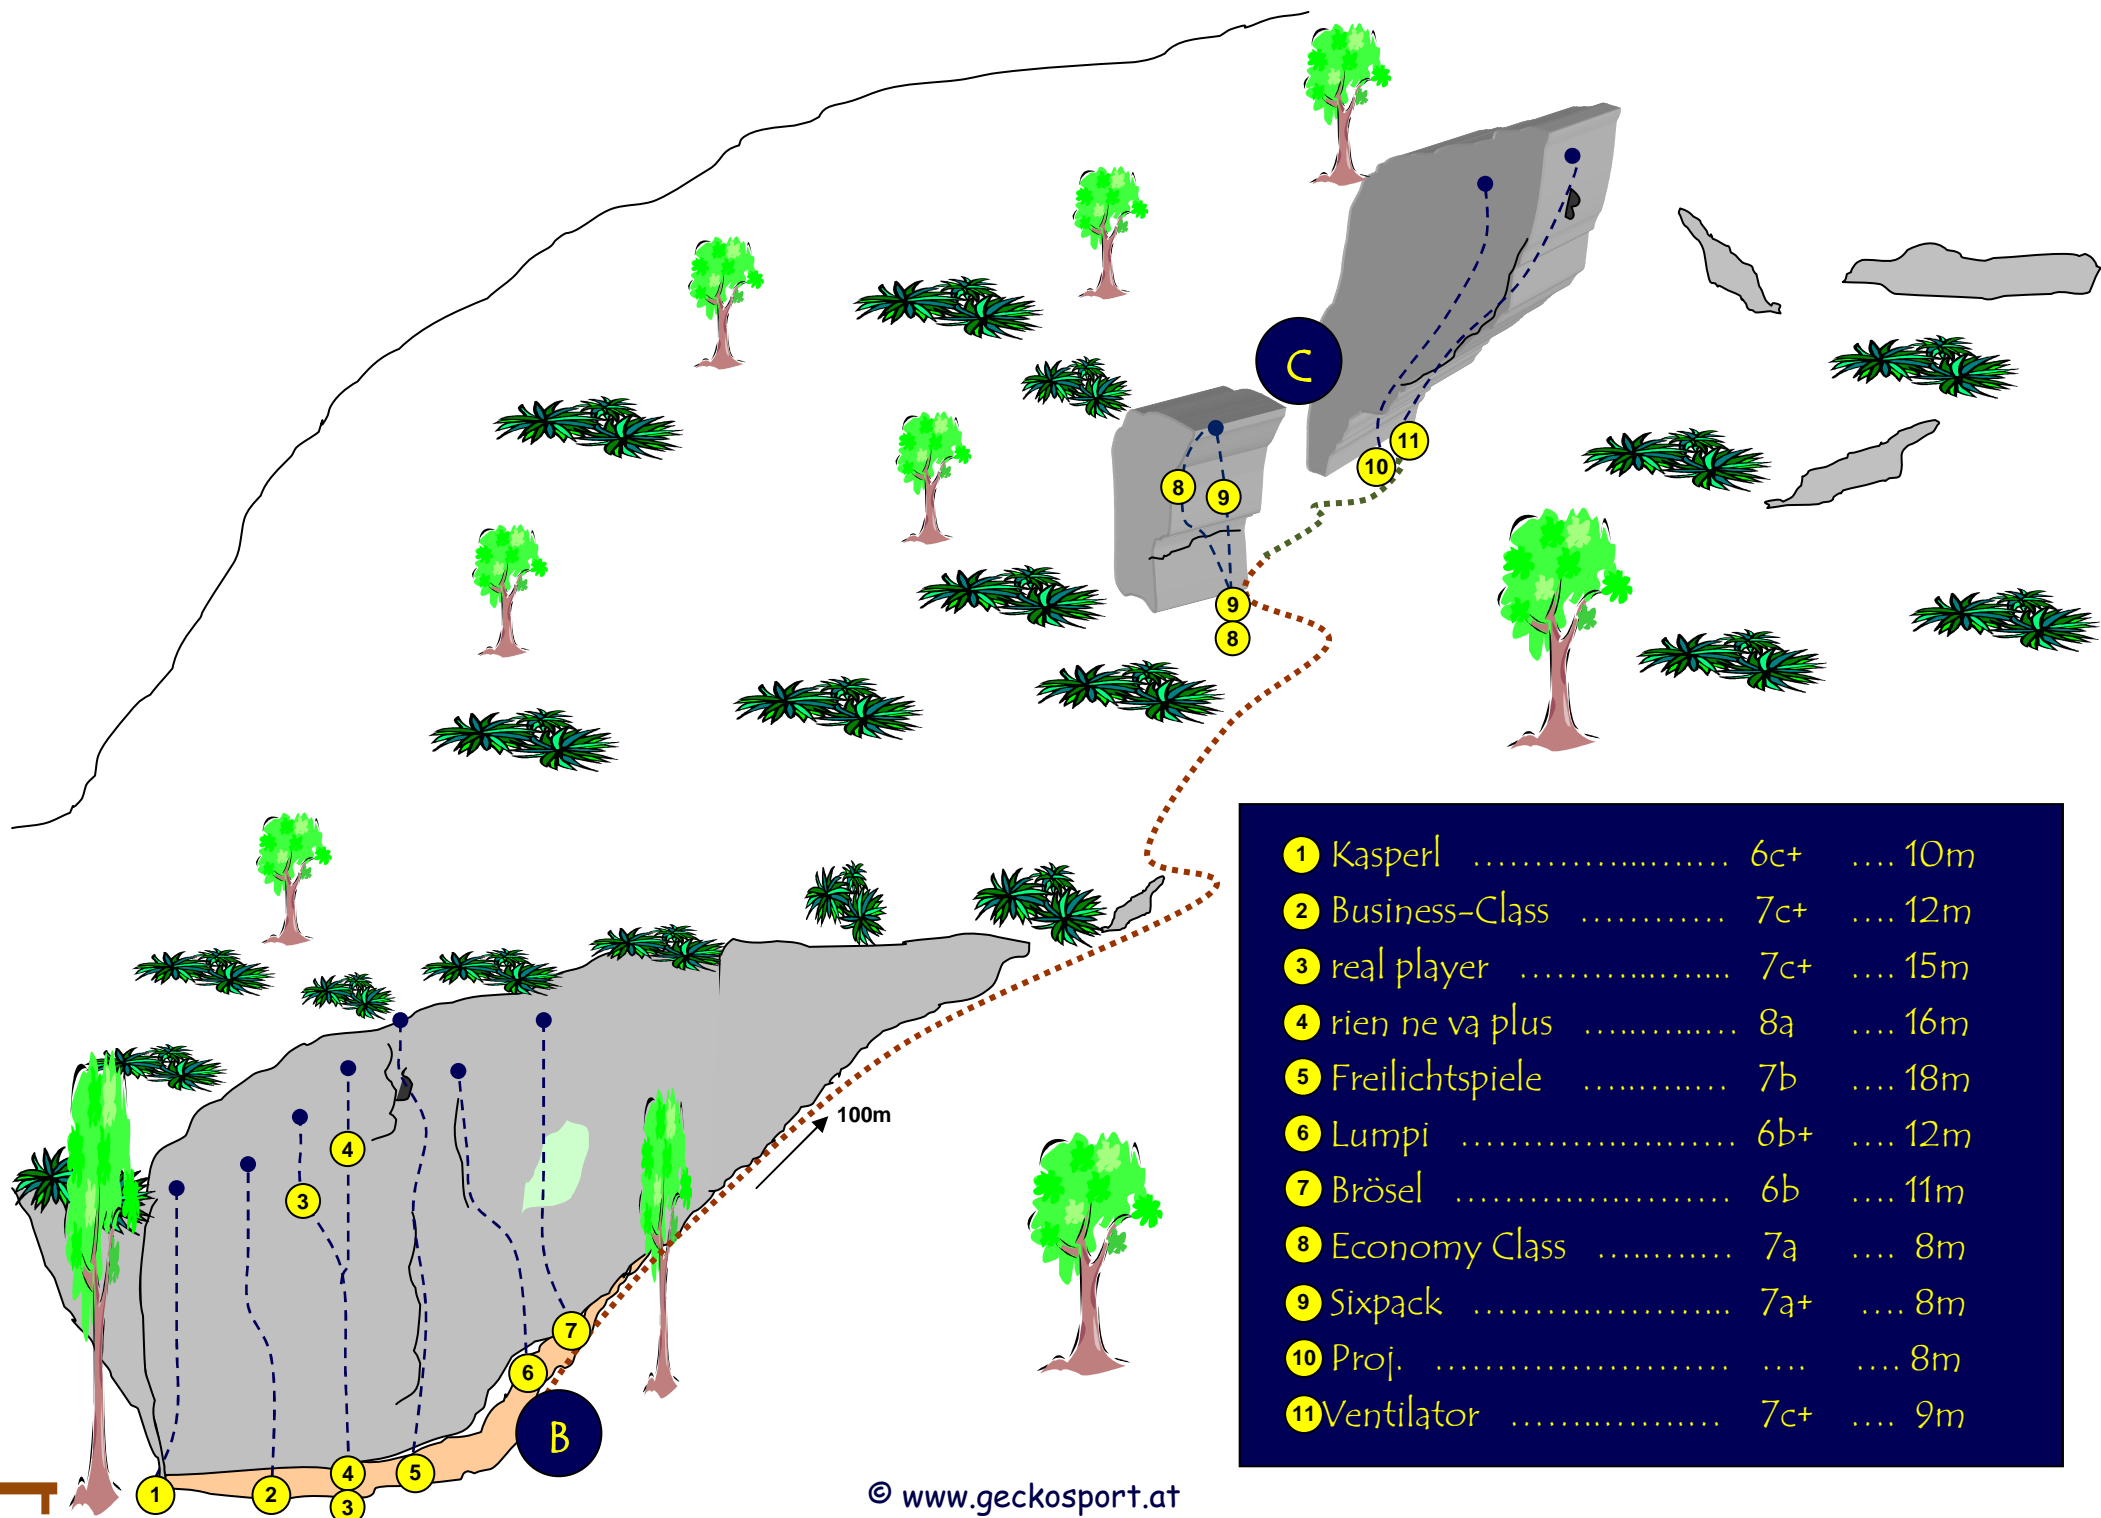 C
11
10
8
9
9
8
1 Kasperl ........................ 6c+ .... 10m
2 Business-Class ............ 7c+ .... 12m
3 real player .................. 7c+ .... 15m
4 rien ne va plus ............. 8a .... 16m
5 Freilichtspiele ............ 7b .... 18m
6 Lumpi ....................... 6b+ .... 12m
7 Brösel ....................... 6b .... 11m
8 Economy Class ........... 7a .... 8m
9 Sixpack ..................... 7a+ .... 8m
10 Proj. ........................ .... .... 8m
11 Ventilator .................. 7c+ .... 9m
100m
4
3
7
6
B
4
5
1
2
3
© www.geckosport.at